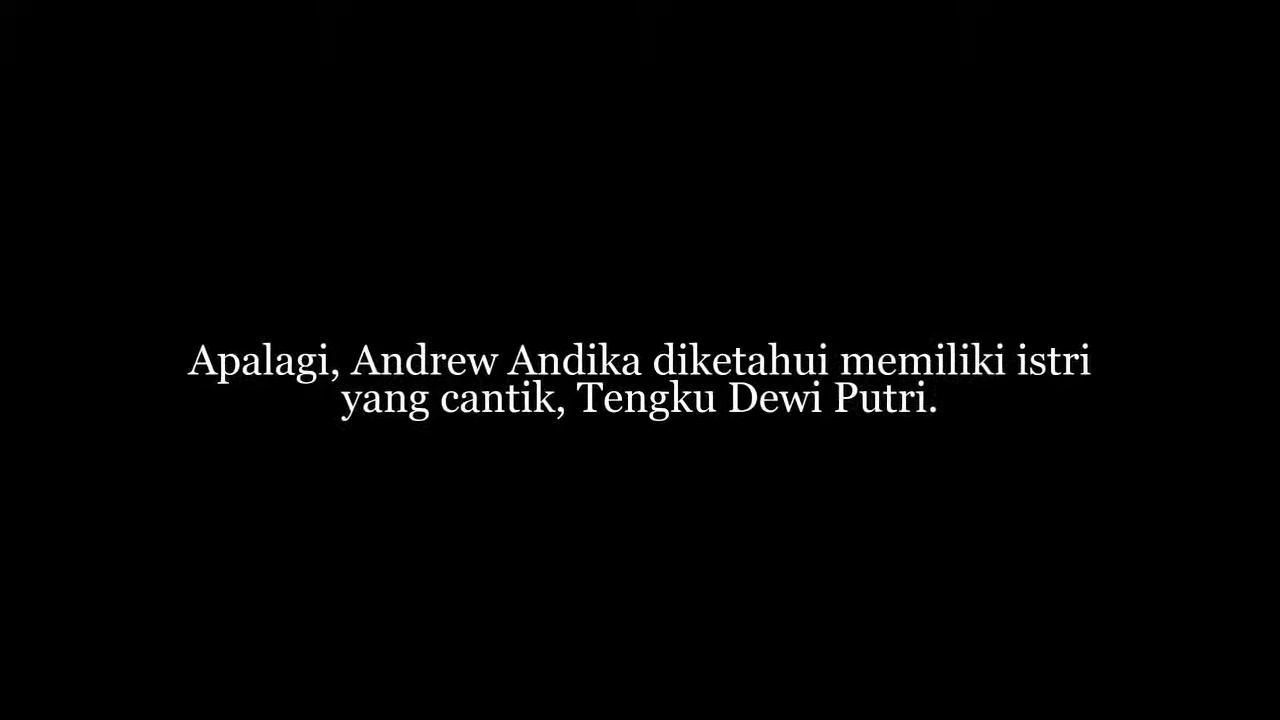 Apalagi, Andrew Andika diketahui memiliki istri
yang cantik, Tengku Dewi Putri.